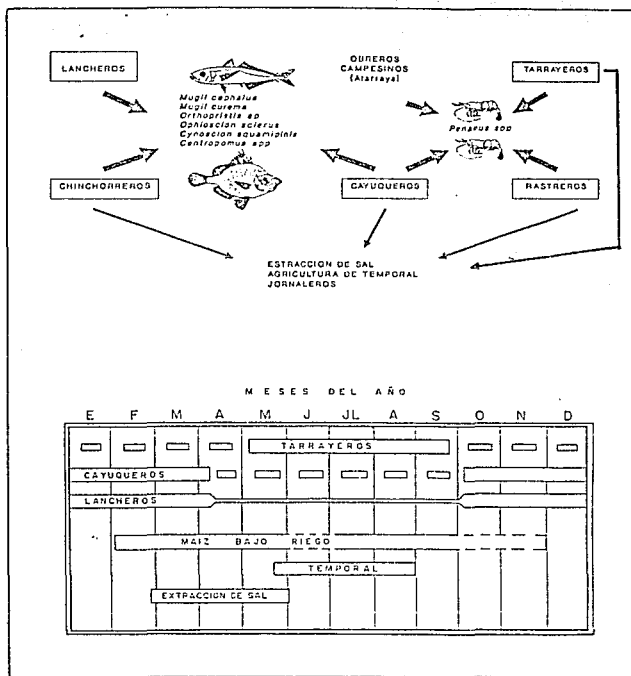 LANCHEROS
Mugil cephalus
Mugil curema
Orthopristis sp
Ophioscion scierus
Cynoscion squamipinis
Centropomus spp
OBREROS
CAMPESINOS
(Atarraya)
TARRAYEROS
Penaeus spp
CHINCHORREROS
CAYUQUEROS
RASTREROS
ESTRACCION DE SAL
AGRICULTURA DE TEMPORAL
JORNALEROS
MESES DEL AÑO
E F M A M J JL A S O N D
TARRAYEROS
CAYUQUEROS
LANCHEROS
MAIZ BAJO RIEGO
TEMPORAL
EXTRACCION DE SAL